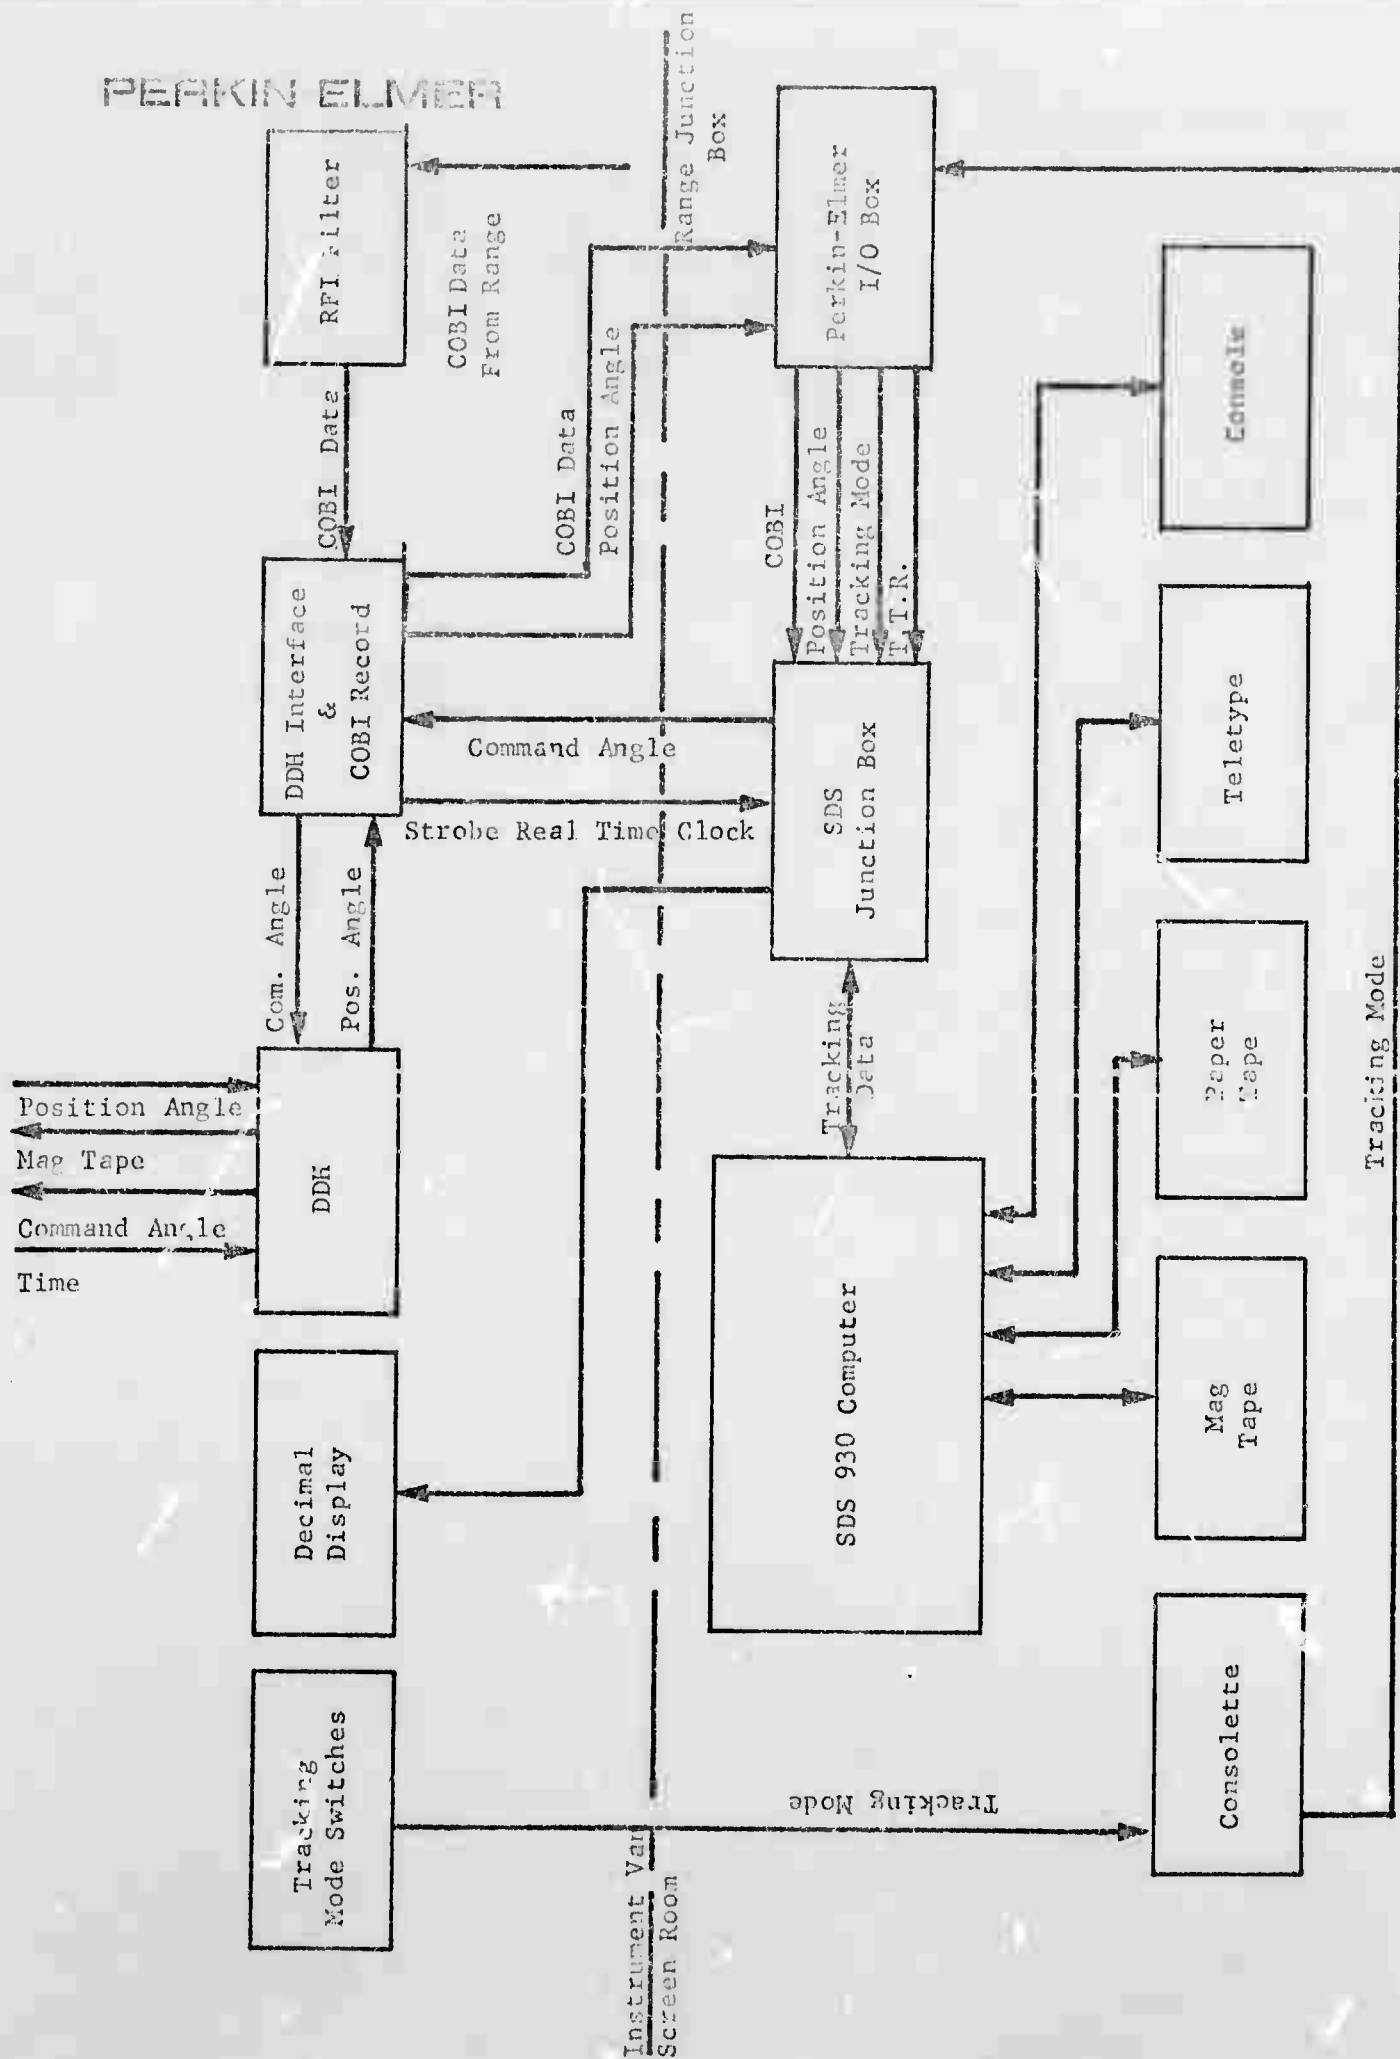 PERKIN ELMER
Tracking
Mode Switches
Decimal
Display
DDH
DDH Interface
&
COBI Record
RFI Filter
Time
Command Angle
Mag Tape
Position Angle
Com. Angle
Pos. Angle
COBI Data
COBI Data
From Range
COBI Data
Position Angle
Command Angle
Strobe Real Time Clock
Instrument Van
Screen Room
Range Junction
Box
SDS 930 Computer
Tracking
Data
SDS
Junction Box
COBI
Position Angle
Tracking Mode
T.T.R.
Perkin-Elmer
I/O Box
Tracking Mode
Consolette
Mag
Tape
Paper
Tape
Teletype
Console
Tracking Mode